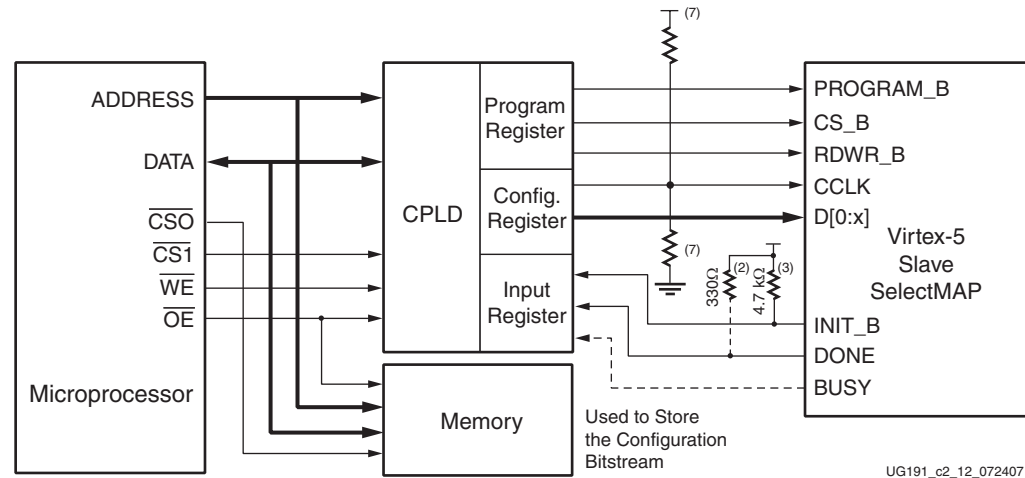 ADDRESS
DATA
CSO
CS1
WE
OE
Microprocessor
CPLD
Program
Register
Config.
Register
Input
Register
Memory
Used to Store
the Configuration
Bitstream
(7)
(7)
330Ω
(2)
4.7 kΩ
(3)
PROGRAM_B
CS_B
RDWR_B
CCLK
D[0:x]
Virtex-5
Slave
SelectMAP
INIT_B
DONE
BUSY
UG191_c2_12_072407